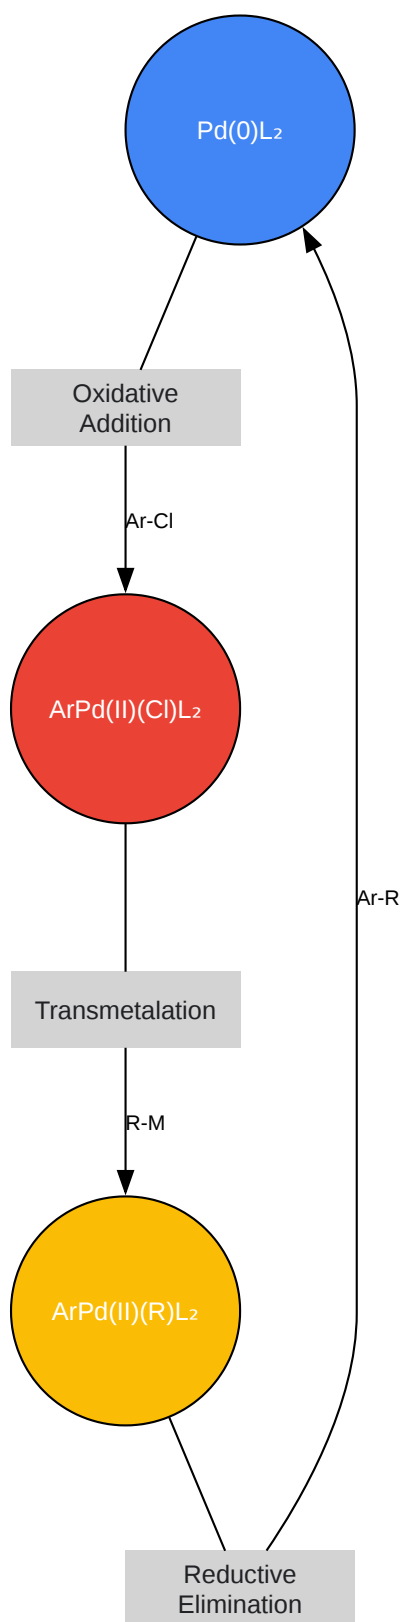 Pd(0)L₂
Oxidative
Addition
Ar-Cl
ArPd(II)(Cl)L₂
Ar-R
Transmetalation
R-M
ArPd(II)(R)L₂
Reductive
Elimination